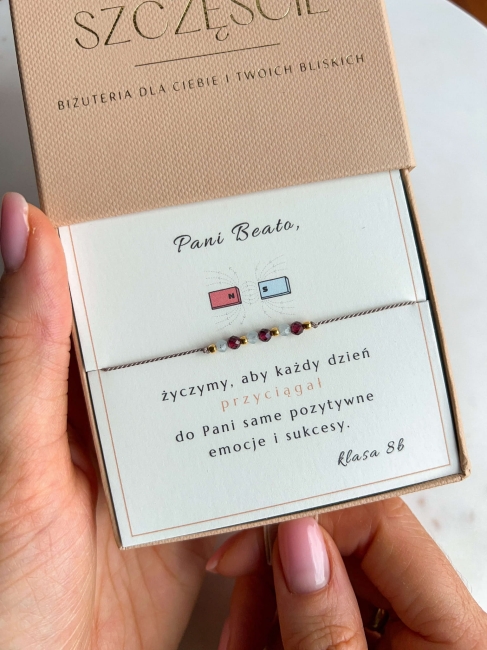 SZCZĘŚCIE
BIŻUTERIA DLA CIEBIE I TWOICH BLISKICH
Pani Beato,
N S
życzymy, aby każdy dzień
przyciągał
do Pani same pozytywne
emocje i sukcesy.
klasa 8b